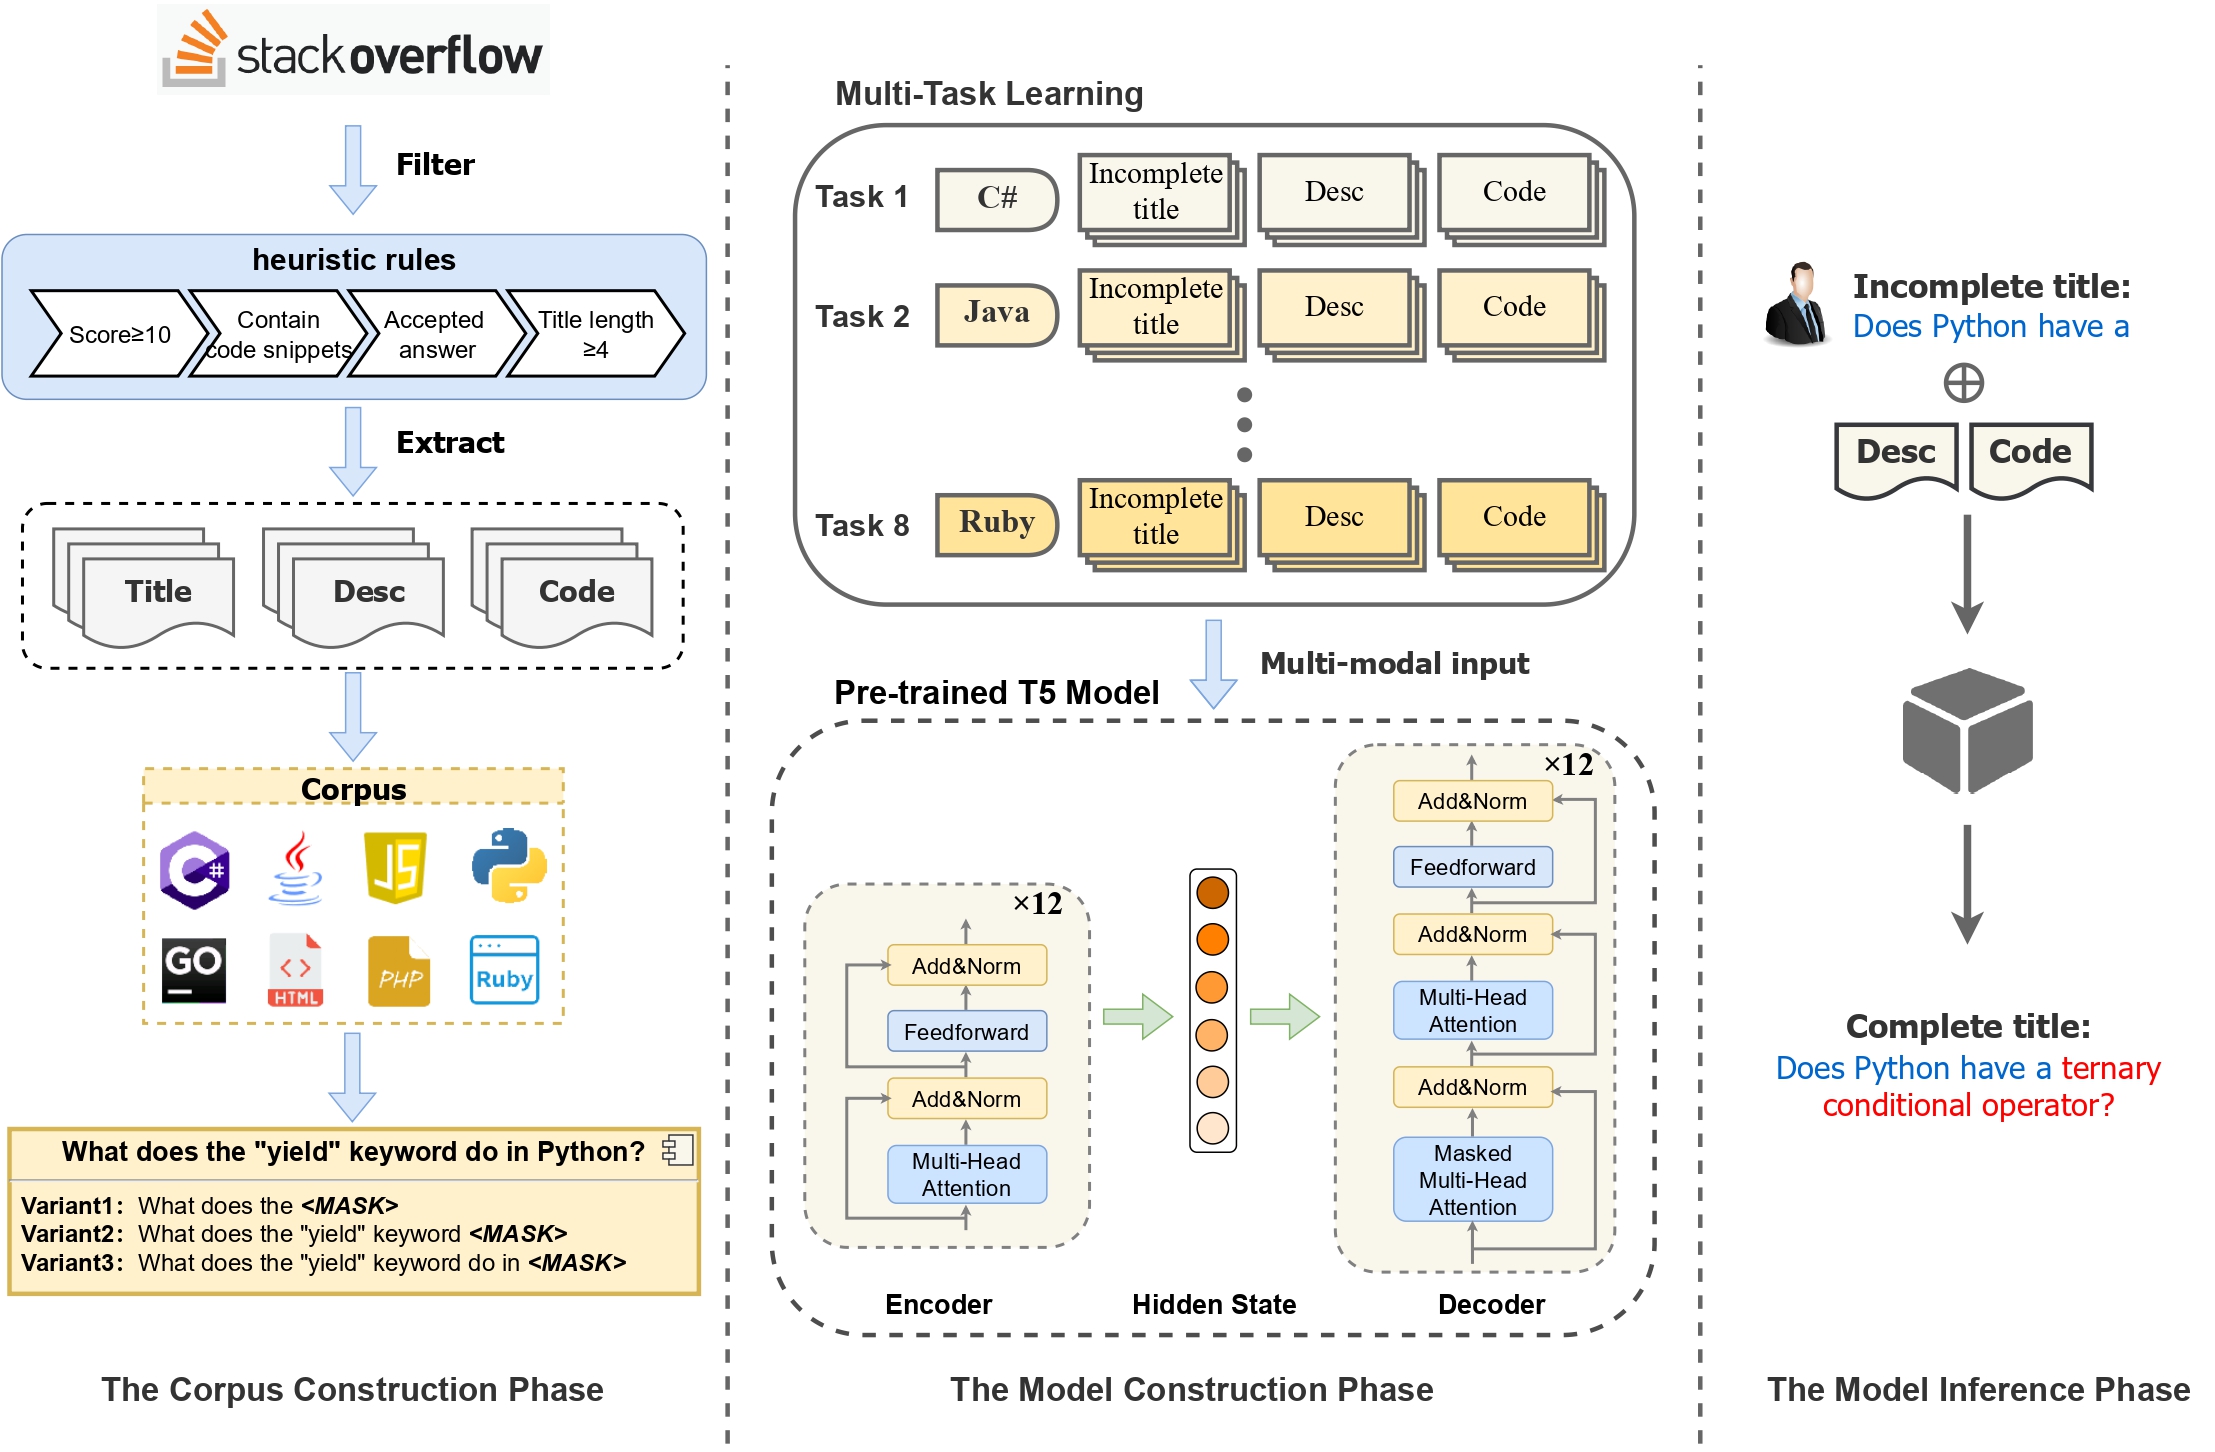 stackoverflow
Filter
heuristic rules
Score≥10
Contain
code snippets
Accepted
answer
Title length
≥4
Extract
Title
Desc
Code
Corpus
C#
JS
GO
HTML
PHP
Ruby
What does the "yield" keyword do in Python?
Variant1: What does the <MASK>
Variant2: What does the "yield" keyword <MASK>
Variant3: What does the "yield" keyword do in <MASK>
The Corpus Construction Phase
Multi-Task Learning
Task 1
C#
Incomplete
title
Desc
Code
Task 2
Java
Incomplete
title
Desc
Code
Task 8
Ruby
Incomplete
title
Desc
Code
Multi-modal input
Pre-trained T5 Model
×12
Add&Norm
Feedforward
Add&Norm
Multi-Head
Attention
Encoder
Hidden State
×12
Add&Norm
Feedforward
Add&Norm
Multi-Head
Attention
Add&Norm
Masked
Multi-Head
Attention
Decoder
The Model Construction Phase
Incomplete title:
Does Python have a
Desc
Code
Complete title:
Does Python have a ternary
conditional operator?
The Model Inference Phase